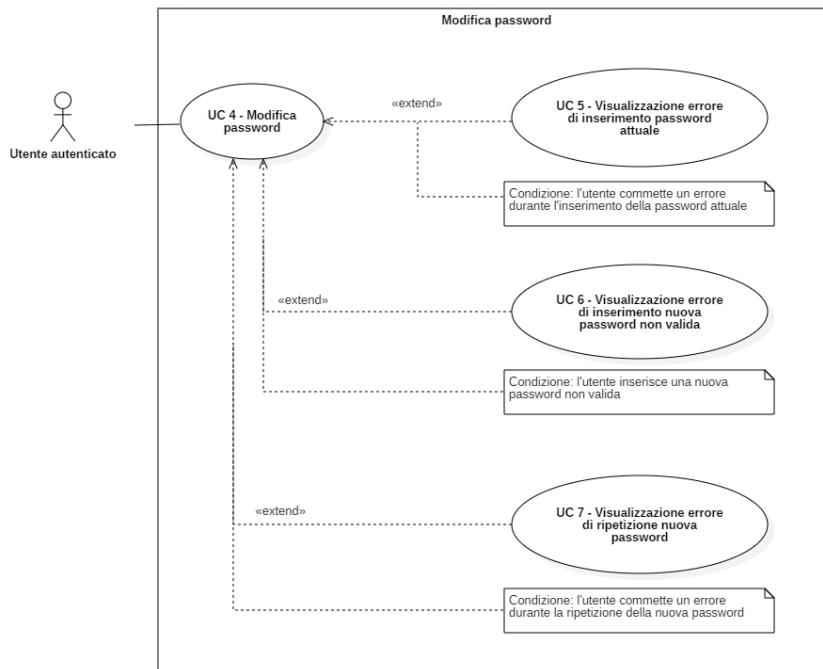 Modifica password
Utente autenticato
UC 4 - Modifica
password
«extend»
UC 5 - Visualizzazione errore
di inserimento password
attuale
Condizione: l'utente commette un errore
durante l'inserimento della password attuale
«extend»
UC 6 - Visualizzazione errore
di inserimento nuova
password non valida
Condizione: l'utente inserisce una nuova
password non valida
«extend»
UC 7 - Visualizzazione errore
di ripetizione nuova
password
Condizione: l'utente commette un errore
durante la ripetizione della nuova password